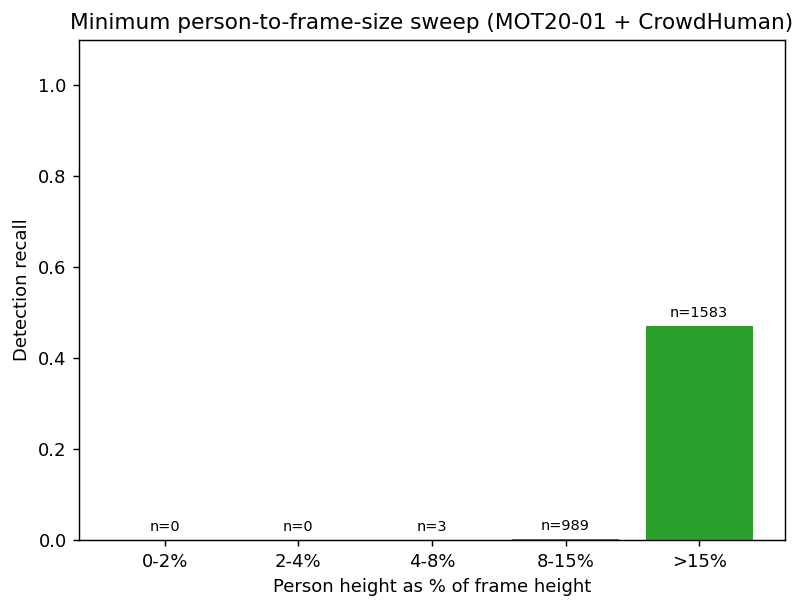 Minimum person-to-frame-size sweep (MOT20-01 + CrowdHuman)
Detection recall
1.0
0.8
0.6
0.4
0.2
0.0
n=0
n=0
n=3
n=989
n=1583
0-2%
2-4%
4-8%
8-15%
>15%
Person height as % of frame height